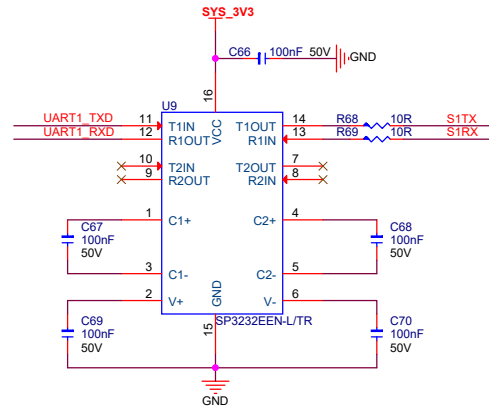 SYS_3V3
C66 100nF 50V GND
16
U9
UART1_TXD 11 T1IN VCC T1OUT 14 R68 10R S1TX
UART1_RXD 12 R1OUT R1IN 13 R69 10R S1RX
10 T2IN T2OUT 7
9 R2OUT R2IN 8
1 C1+ C2+ 4
C67 C68
100nF 100nF
50V 50V
3 C1- C2- 5
2 V+ GND V- 6
15 SP3232EEN-L/TR
C69 C70
100nF 100nF
50V 50V
GND